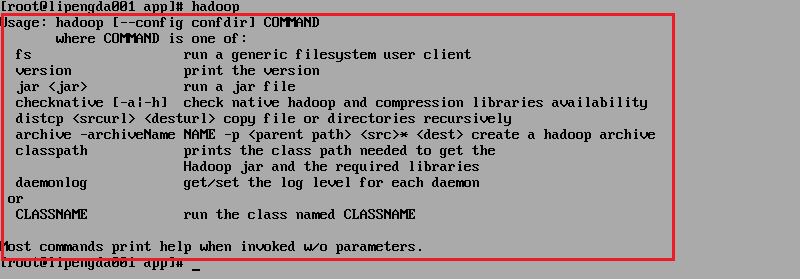 [root@lipengda001 app]# hadoop
Usage: hadoop [--config confdir] COMMAND
       where COMMAND is one of:
  fs                   run a generic filesystem user client
  version              print the version
  jar <jar>            run a jar file
  checknative [-a|-h]  check native hadoop and compression libraries availability
  distcp <srcurl> <desturl> copy file or directories recursively
  archive -archiveName NAME -p <parent path> <src>* <dest> create a hadoop archive
  classpath            prints the class path needed to get the
                       Hadoop jar and the required libraries
  daemonlog            get/set the log level for each daemon
 or
  CLASSNAME            run the class named CLASSNAME
Most commands print help when invoked w/o parameters.
[root@lipengda001 app]# _